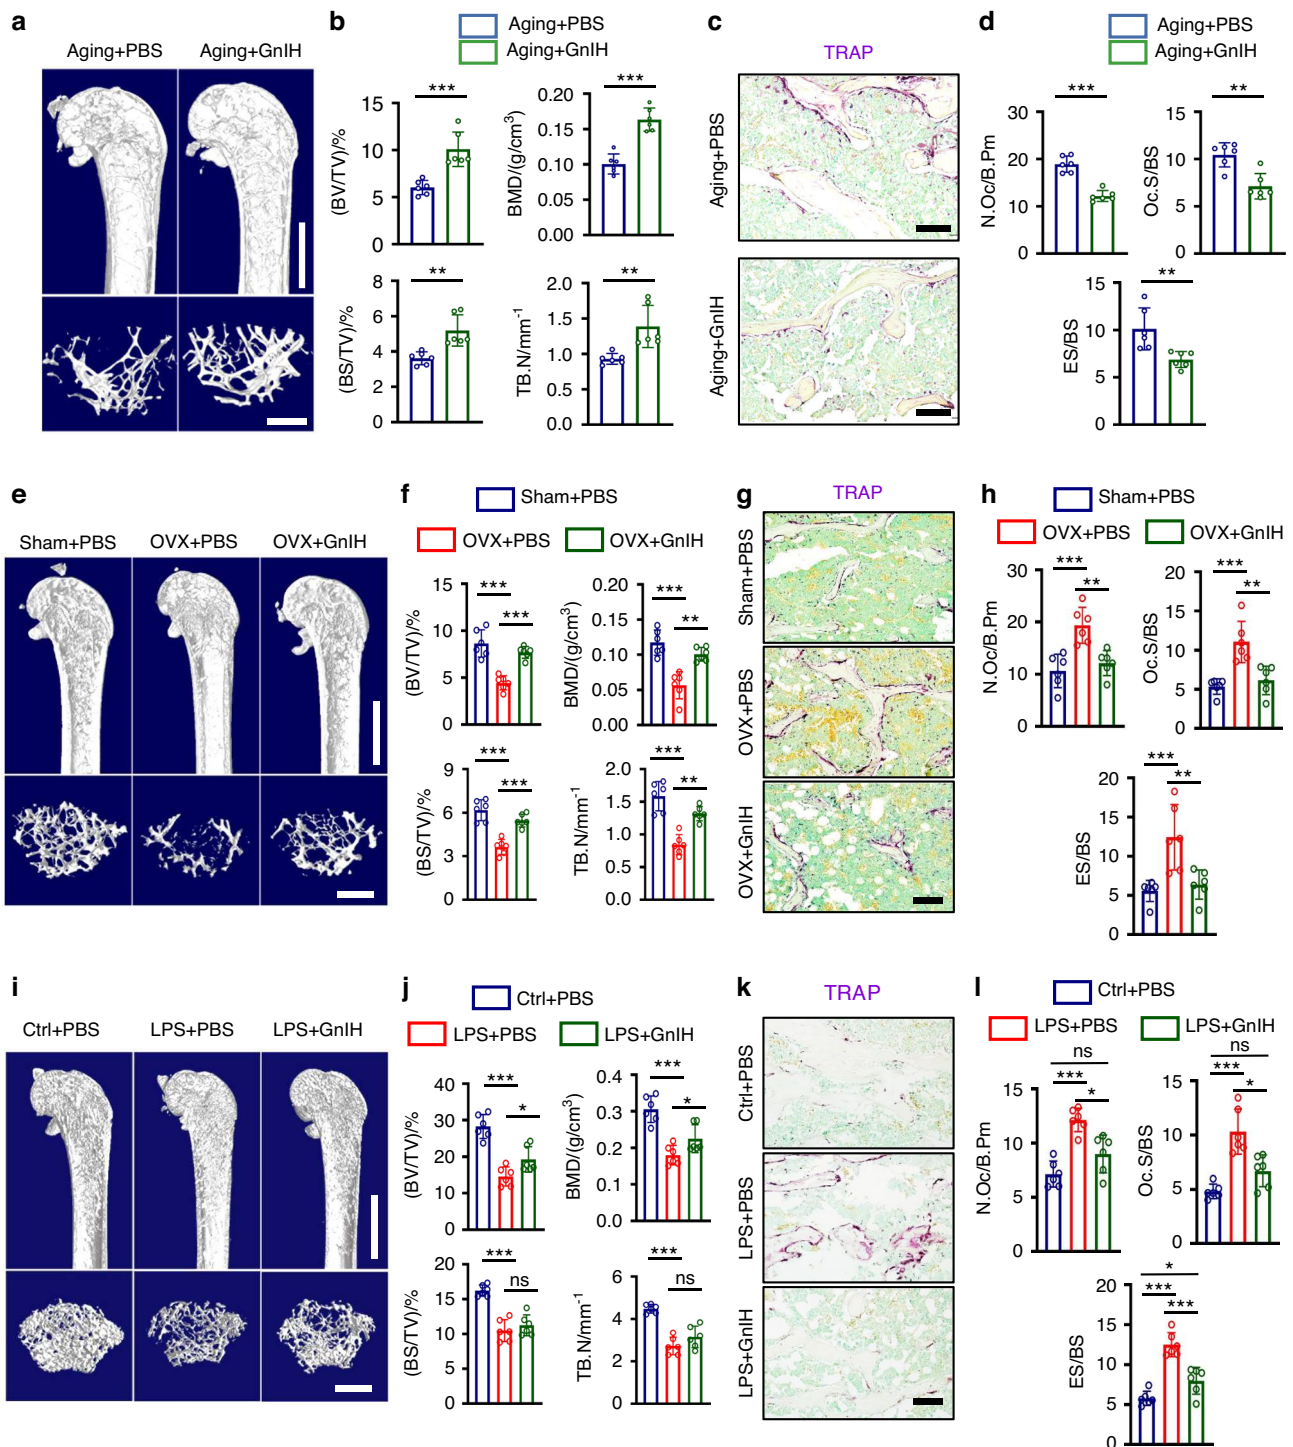 a
Aging+PBS
Aging+GnIH
b
Aging+PBS
Aging+GnIH
(BV/TV)/%
15
10
5
0
***
BMD/(g/cm³)
0.20
0.15
0.10
0.05
0.00
***
(BS/TV)/%
8
6
4
2
0
**
TB.N/mm⁻¹
2.0
1.5
1.0
0.5
0.0
**
c
TRAP
Aging+PBS
Aging+GnIH
d
Aging+PBS
Aging+GnIH
N.Oc/B.Pm
30
20
10
0
***
Oc.S/BS
15
10
5
0
**
ES/BS
15
10
5
0
**
e
Sham+PBS
OVX+PBS
OVX+GnIH
f
Sham+PBS
OVX+PBS
OVX+GnIH
(BV/TV)/%
15
10
5
0
***
***
BMD/(g/cm³)
0.20
0.15
0.10
0.05
0.00
***
**
(BS/TV)/%
9
6
3
0
***
***
TB.N/mm⁻¹
2.0
1.5
1.0
0.5
0.0
***
**
g
TRAP
Sham+PBS
OVX+PBS
OVX+GnIH
h
Sham+PBS
OVX+PBS
OVX+GnIH
N.Oc/B.Pm
30
20
10
0
***
**
Oc.S/BS
20
15
10
5
0
***
**
ES/BS
20
15
10
5
0
***
**
i
Ctrl+PBS
LPS+PBS
LPS+GnIH
j
Ctrl+PBS
LPS+PBS
LPS+GnIH
(BV/TV)/%
40
30
20
10
0
***
*
BMD/(g/cm³)
0.4
0.3
0.2
0.1
0.0
***
*
(BS/TV)/%
20
15
10
5
0
***
ns
TB.N/mm⁻¹
6
4
2
0
***
ns
k
TRAP
Ctrl+PBS
LPS+PBS
LPS+GnIH
l
Ctrl+PBS
LPS+PBS
LPS+GnIH
N.Oc/B.Pm
15
10
5
0
ns
***
*
Oc.S/BS
15
10
5
0
ns
***
*
ES/BS
20
15
10
5
0
*
***
***